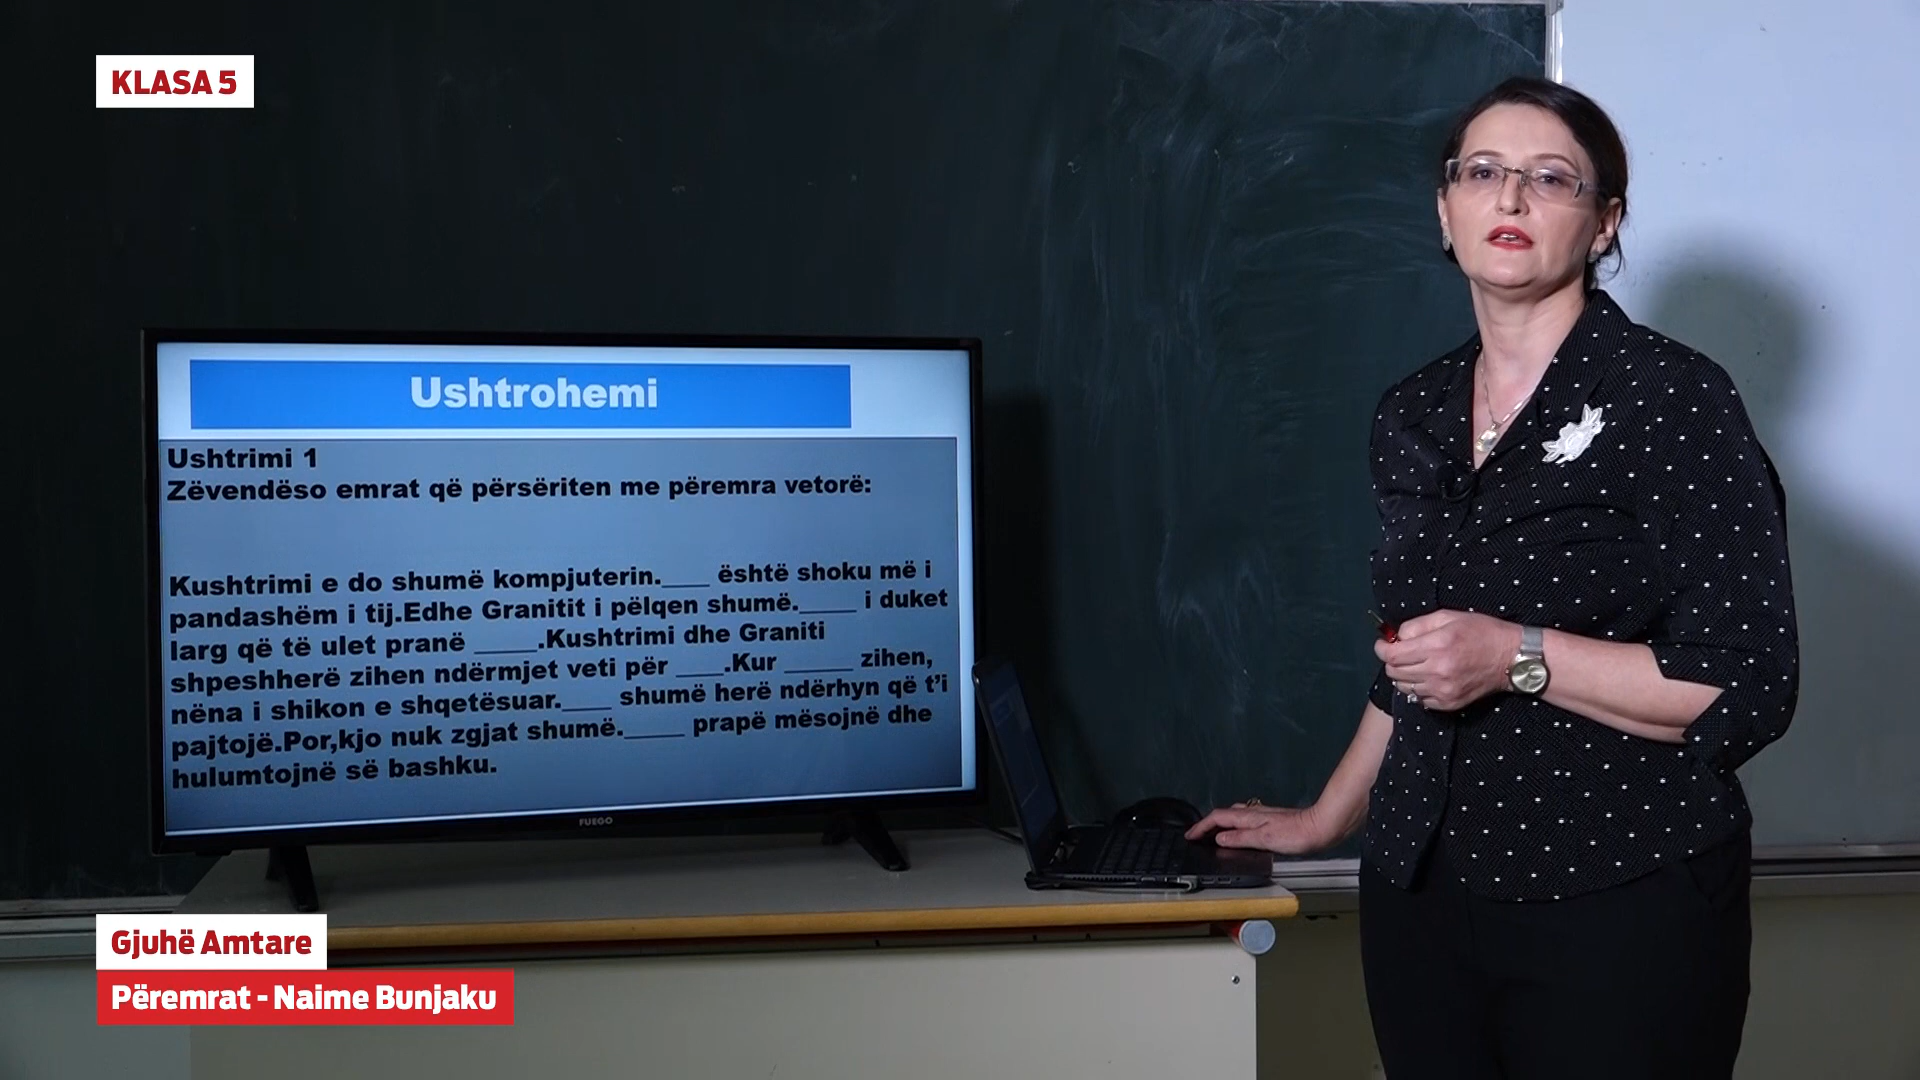 KLASA 5
Ushtrohemi
Ushtrimi 1
Zëvendëso emrat që përsëriten me përemra vetorë:
Kushtrimi e do shumë kompjuterin.____ është shoku më i
pandashëm i tij.Edhe Granitit i pëlqen shumë._____ i duket
larg që të ulet pranë _____.Kushtrimi dhe Graniti
shpeshherë zihen ndërmjet veti për ____.Kur ______ zihen,
nëna i shikon e shqetësuar.____ shumë herë ndërhyn që t'i
pajtojë.Por,kjo nuk zgjat shumë._____ prapë mësojnë dhe
hulumtojnë së bashku.
FUEGO
Gjuhë Amtare
Përemrat - Naime Bunjaku